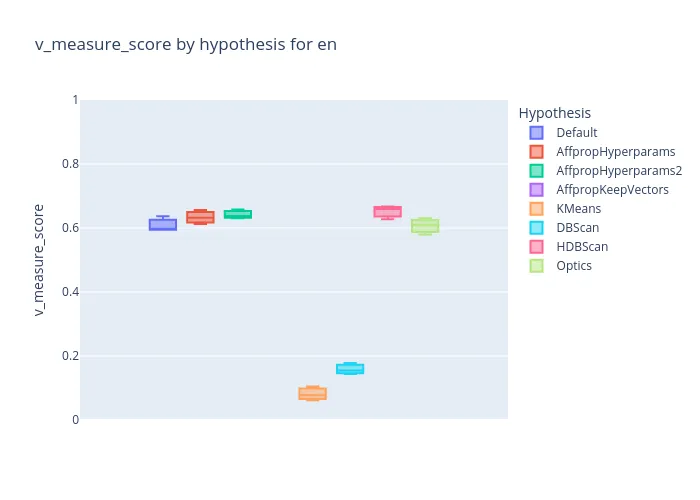 v_measure_score by hypothesis for en
1
0.8
0.6
0.4
0.2
0
v_measure_score
Hypothesis
Default
AffpropHyperparams
AffpropHyperparams2
AffpropKeepVectors
KMeans
DBScan
HDBScan
Optics